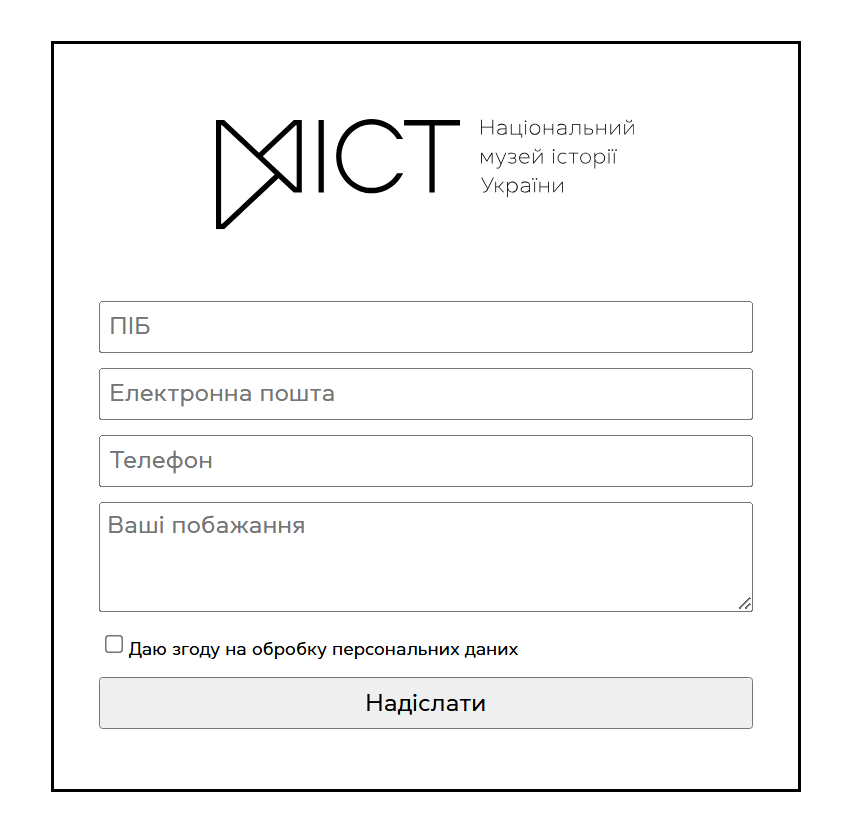 МІСТ
Національний
музей історії
України
ПІБ
Електронна пошта
Телефон
Ваші побажання
Даю згоду на обробку персональних даних
Надіслати